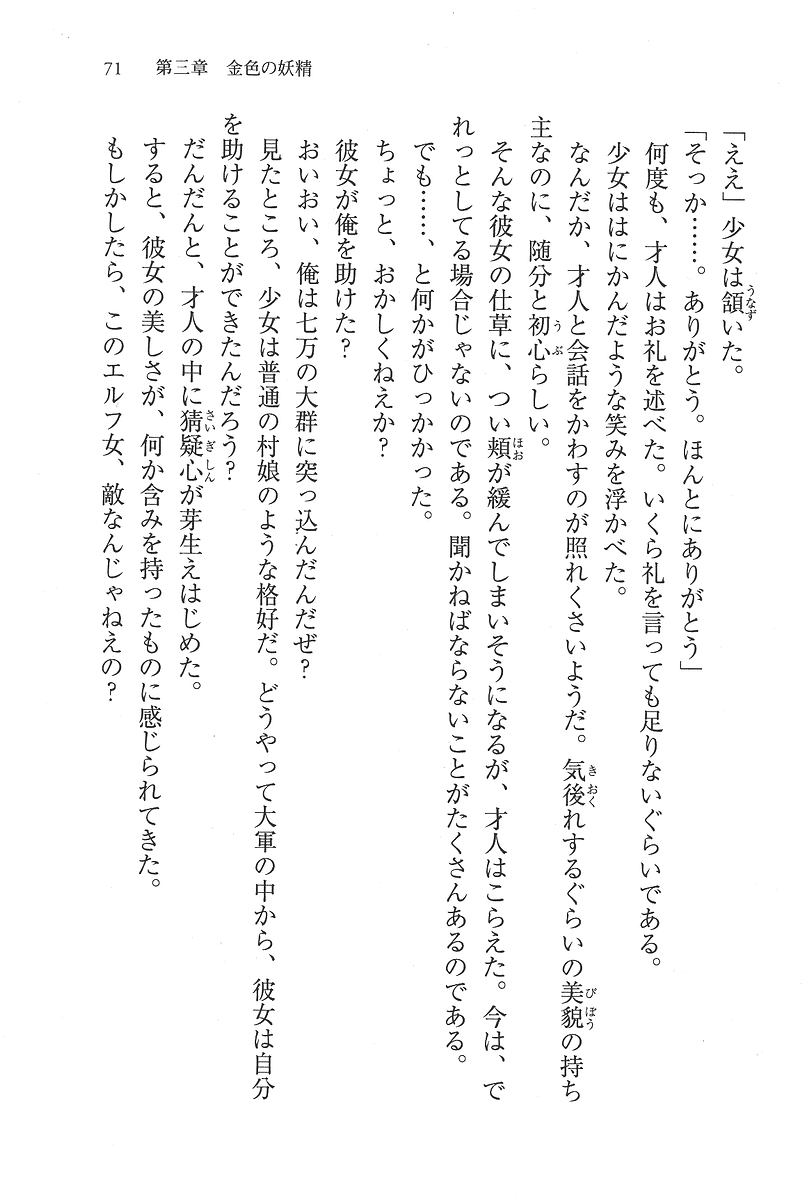 71　第三章　金色の妖精
「ええ」少女は頷いた。
「そっか……。ありがとう。ほんとにありがとう」
何度も、才人はお礼を述べた。いくら礼を言っても足りないぐらいである。
少女ははにかんだような笑みを浮かべた。
なんだか、才人と会話をかわすのが照れくさいようだ。気後れするぐらいの美貌の持ち
主なのに、随分と初心らしい。
そんな彼女の仕草に、つい頬が緩んでしまいそうになるが、才人はこらえた。今は、で
れっとしてる場合じゃないのである。聞かねばならないことがたくさんあるのである。
でも……、と何かがひっかかった。
ちょっと、おかしくねえか？
彼女が俺を助けた？
おいおい、俺は七万の大群に突っ込んだんだぜ？
見たところ、少女は普通の村娘のような格好だ。どうやって大軍の中から、彼女は自分
を助けることができたんだろう？
だんだんと、才人の中に猜疑心が芽生えはじめた。
すると、彼女の美しさが、何か含みを持ったものに感じられてきた。
もしかしたら、このエルフ女、敵なんじゃねえの？